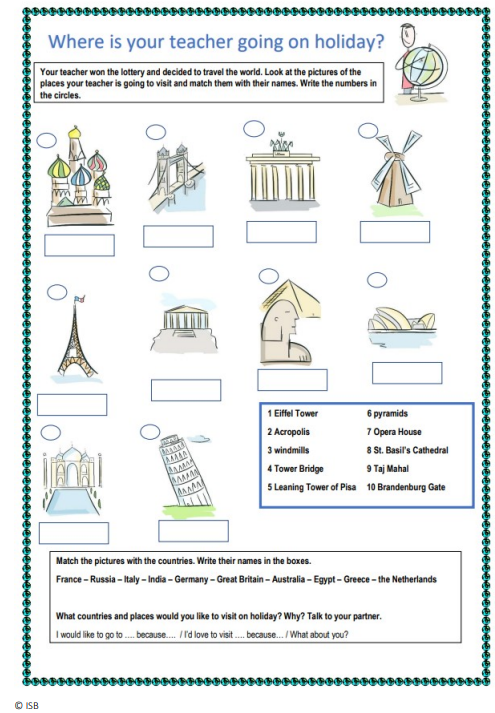 Where is your teacher going on holiday?
Your teacher won the lottery and decided to travel the world. Look at the pictures of the
places your teacher is going to visit and match them with their names. Write the numbers in
the circles.
1 Eiffel Tower
2 Acropolis
3 windmills
4 Tower Bridge
5 Leaning Tower of Pisa
6 pyramids
7 Opera House
8 St. Basil's Cathedral
9 Taj Mahal
10 Brandenburg Gate
Match the pictures with the countries. Write their names in the boxes.
France – Russia – Italy – India – Germany – Great Britain – Australia – Egypt – Greece – the Netherlands
What countries and places would you like to visit on holiday? Why? Talk to your partner.
I would like to go to .... because.... / I'd love to visit .... because... / What about you?
© ISB